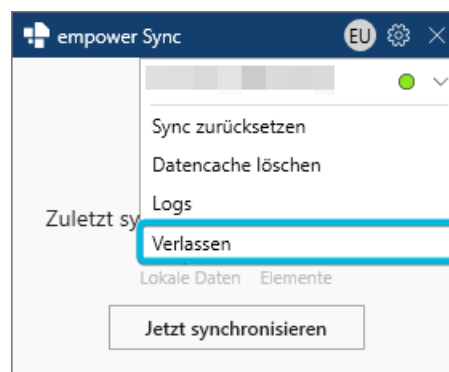 empower Sync
EU
Sync zurücksetzen
Datencache löschen
Logs
Zuletzt sy
Verlassen
Lokale Daten Elemente
Jetzt synchronisieren